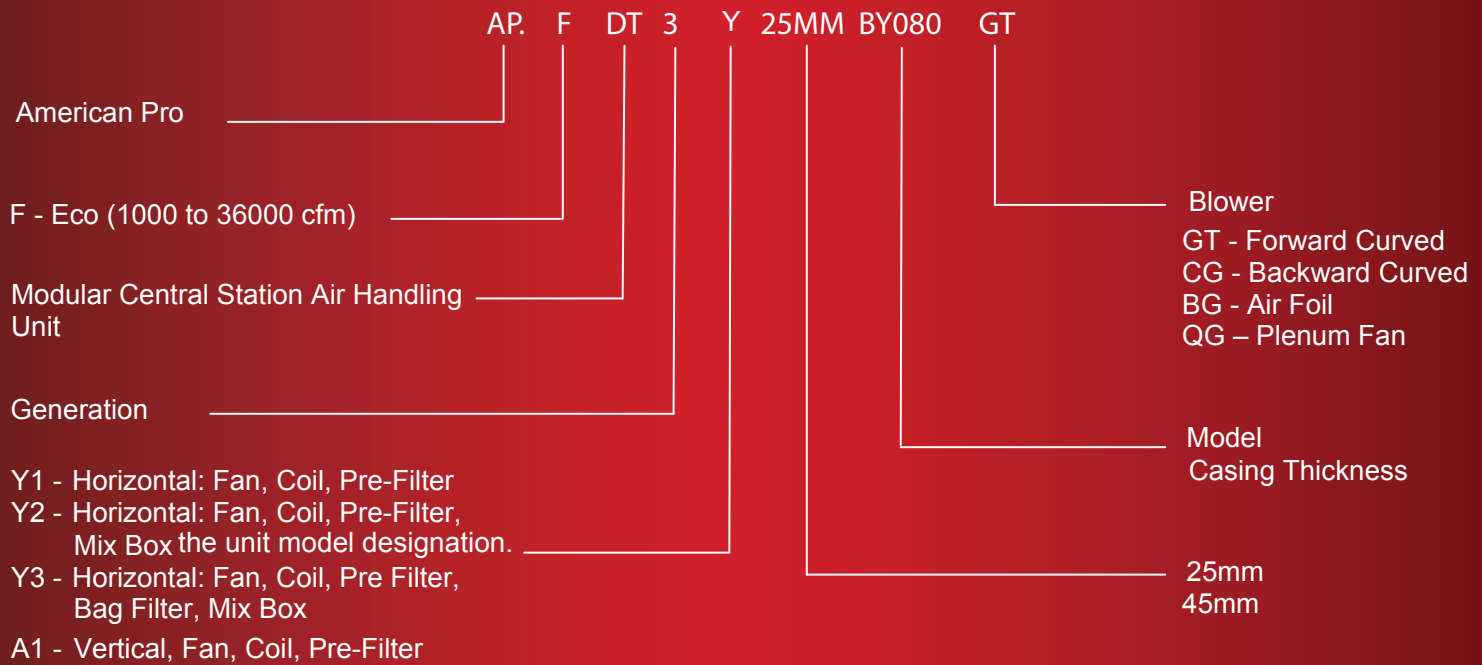 AP. F DT 3 Y 25MM BY080 GT
American Pro
F - Eco (1000 to 36000 cfm)
Modular Central Station Air Handling
Unit
Generation
Y1 - Horizontal: Fan, Coil, Pre-Filter
Y2 - Horizontal: Fan, Coil, Pre-Filter,
Mix Box the unit model designation.
Y3 - Horizontal: Fan, Coil, Pre Filter,
Bag Filter, Mix Box
A1 - Vertical, Fan, Coil, Pre-Filter
Blower
GT - Forward Curved
CG - Backward Curved
BG - Air Foil
QG – Plenum Fan
Model
Casing Thickness
25mm
45mm